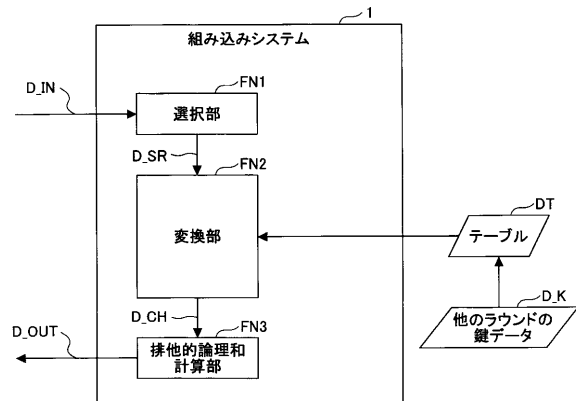 1
組み込みシステム
D_IN
FN1
選択部
D_SR
FN2
DT
変換部
テーブル
D_CH
D_K
D_OUT
FN3
他のラウンドの
鍵データ
排他的論理和
計算部